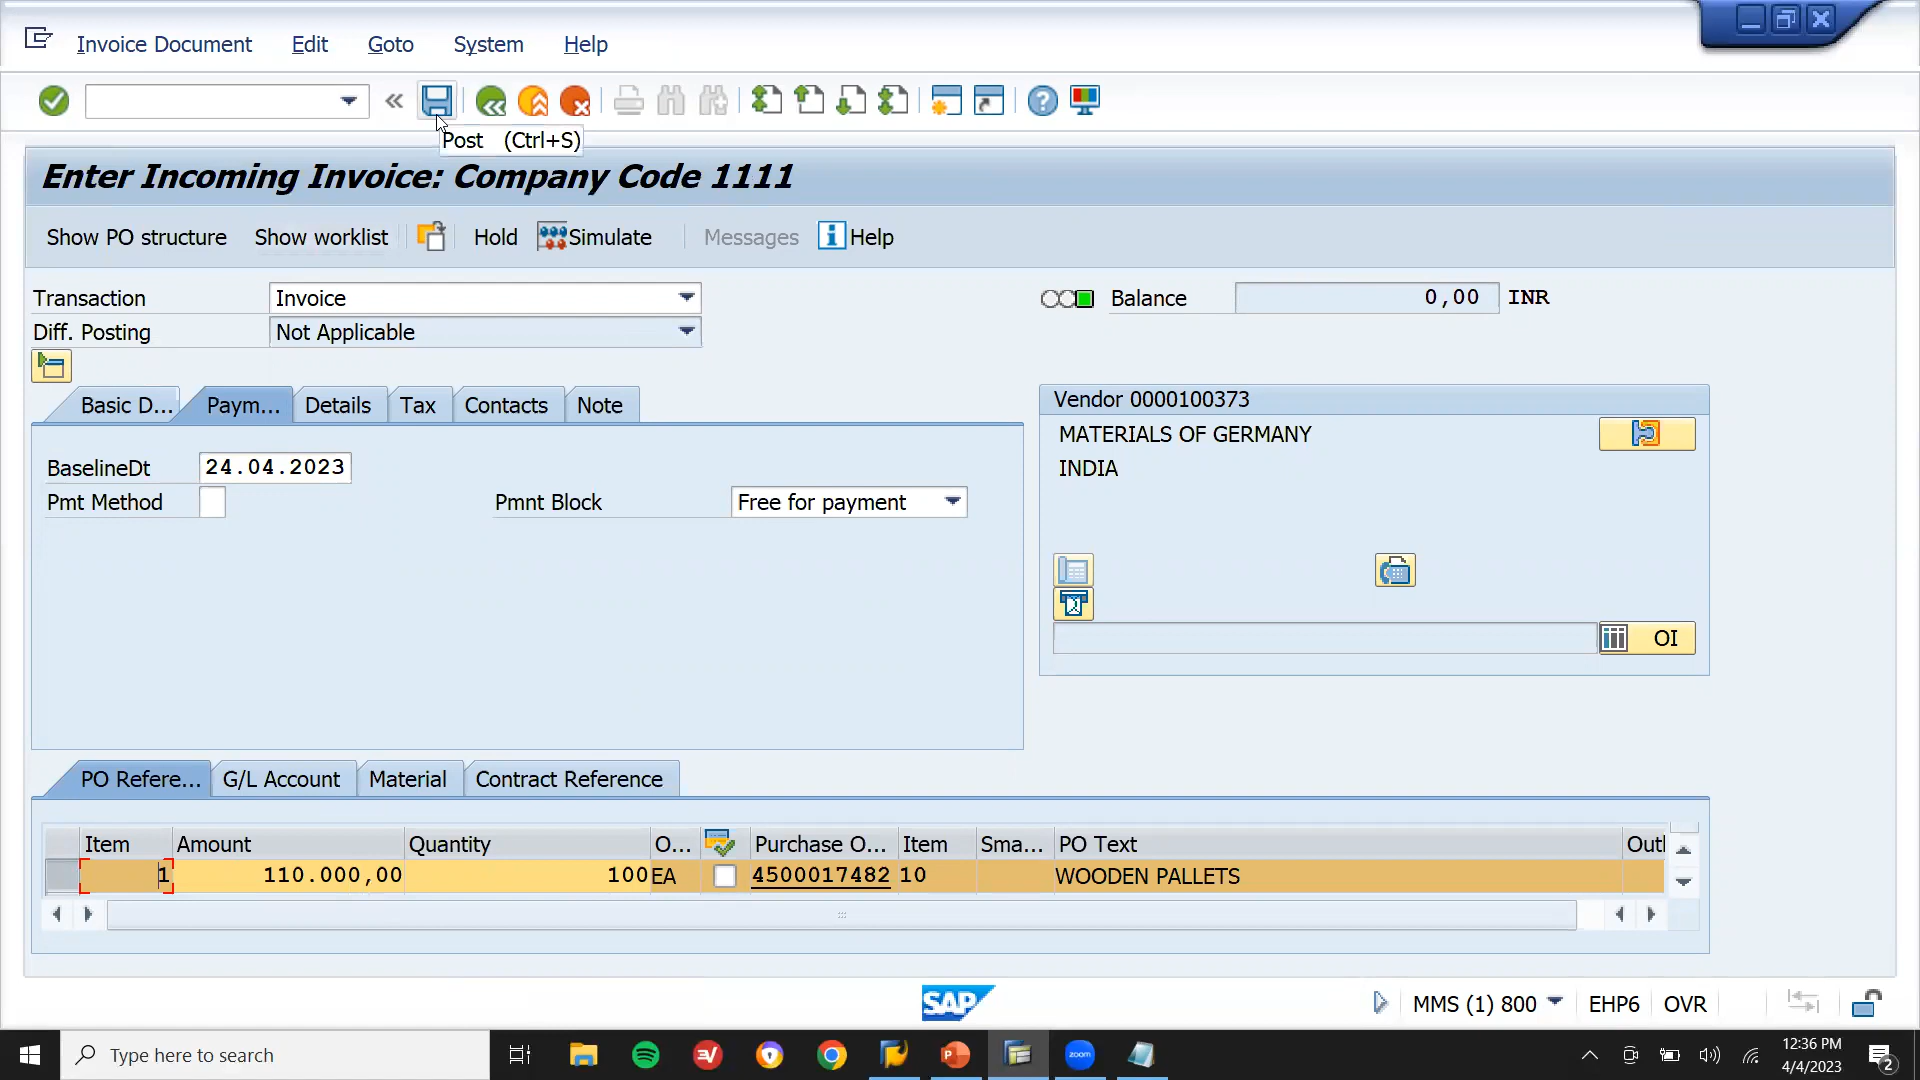 Invoice Document Edit Goto System Help
Post (Ctrl+S)
Enter Incoming Invoice: Company Code 1111
Show PO structure Show worklist Hold Simulate Messages Help
Transaction Invoice Balance 0,00 INR
Diff. Posting Not Applicable
Basic D... Paym... Details Tax Contacts Note
Vendor 0000100373
MATERIALS OF GERMANY
INDIA
BaselineDt 24.04.2023
Pmt Method Pmnt Block Free for payment
OI
PO Refere... G/L Account Material Contract Reference
Item Amount Quantity O... Purchase O... Item Sma... PO Text Outl
1 110.000,00 100 EA 4500017482 10 WOODEN PALLETS
SAP MMS (1) 800 EHP6 OVR
Type here to search zoom 12:36 PM
4/4/2023 2